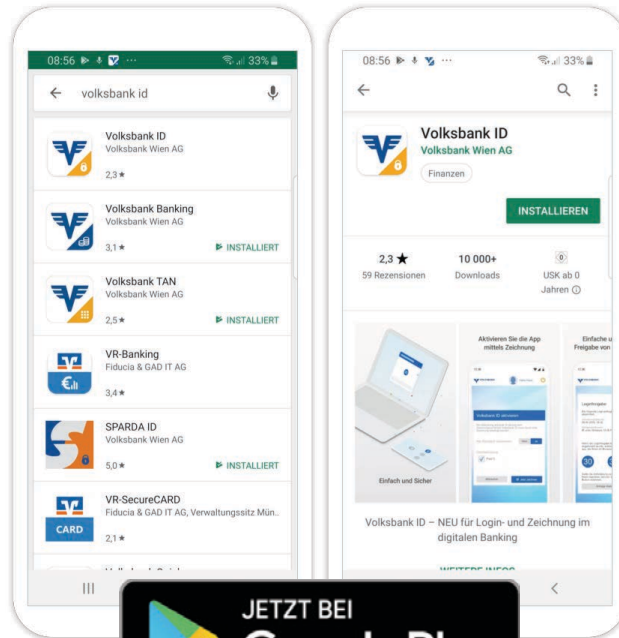 08:56
33%
volksbank id
Volksbank ID
Volksbank Wien AG
2,3 ★
Volksbank Banking
Volksbank Wien AG
3,1 ★
INSTALLIERT
Volksbank TAN
Volksbank Wien AG
2,5 ★
INSTALLIERT
VR-Banking
Fiducia & GAD IT AG
3,4 ★
SPARDA ID
Volksbank Wien AG
5,0 ★
INSTALLIERT
CARD
VR-SecureCARD
Fiducia & GAD IT AG, Verwaltungssitz Mün..
2,1 ★
08:56
33%
Volksbank ID
Volksbank Wien AG
Finanzen
INSTALLIEREN
2,3 ★
59 Rezensionen
10 000+
Downloads
0
USK ab 0
Jahren
Einfach und Sicher
Aktivieren Sie die App
mittels Zeichnung
Volksbank ID aktivieren
Einfache u
Freigabe von
30
Volksbank ID – NEU für Login- und Zeichnung im
digitalen Banking
WEITERE INFOS
JETZT BEI